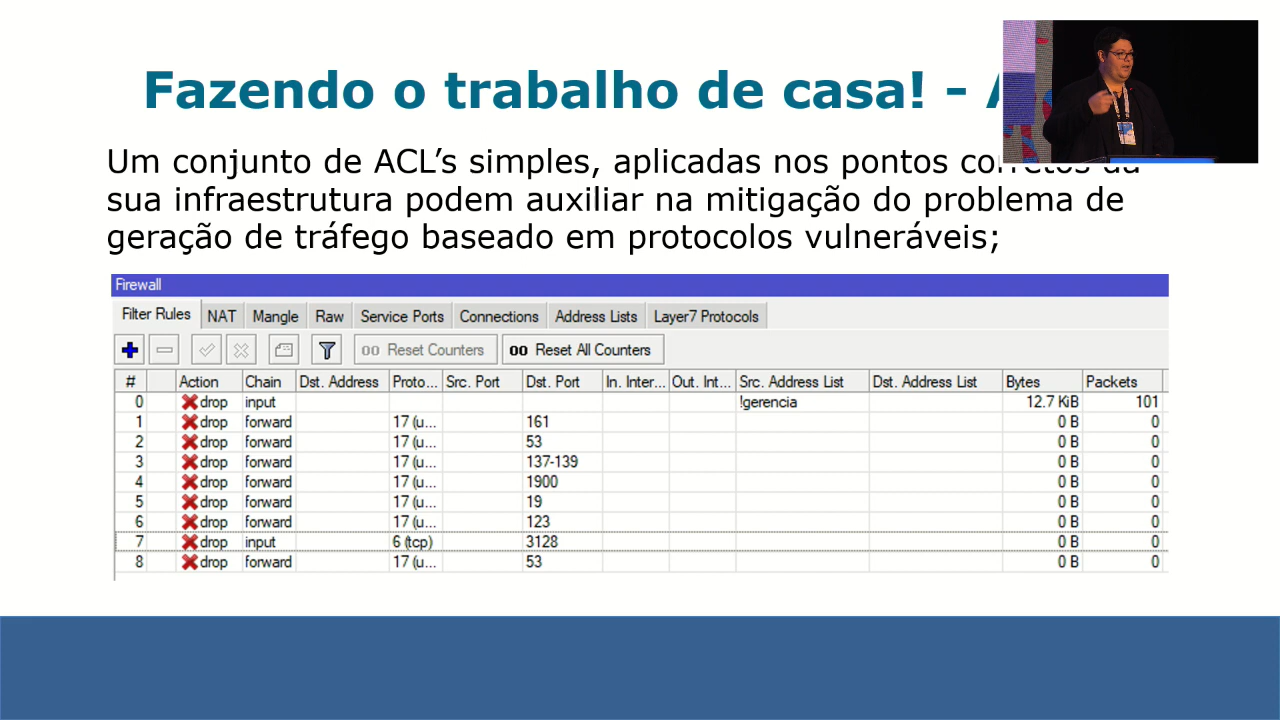 Fazendo o trabalho de casa! -
Um conjunto de ACL’s simples, aplicadas nos pontos corretos da
sua infraestrutura podem auxiliar na mitigação do problema de
geração de tráfego baseado em protocolos vulneráveis;
Firewall
Filter Rules NAT Mangle Raw Service Ports Connections Address Lists Layer7 Protocols
00 Reset Counters 00 Reset All Counters
# Action Chain Dst. Address Proto... Src. Port Dst. Port In. Inter... Out. Int... Src. Address List Dst. Address List Bytes Packets
0 drop input !gerencia 12.7 KiB 101
1 drop forward 17 (u... 161 0 B 0
2 drop forward 17 (u... 53 0 B 0
3 drop forward 17 (u... 137-139 0 B 0
4 drop forward 17 (u... 1900 0 B 0
5 drop forward 17 (u... 19 0 B 0
6 drop forward 17 (u... 123 0 B 0
7 drop input 6 (tcp) 3128 0 B 0
8 drop forward 17 (u... 53 0 B 0